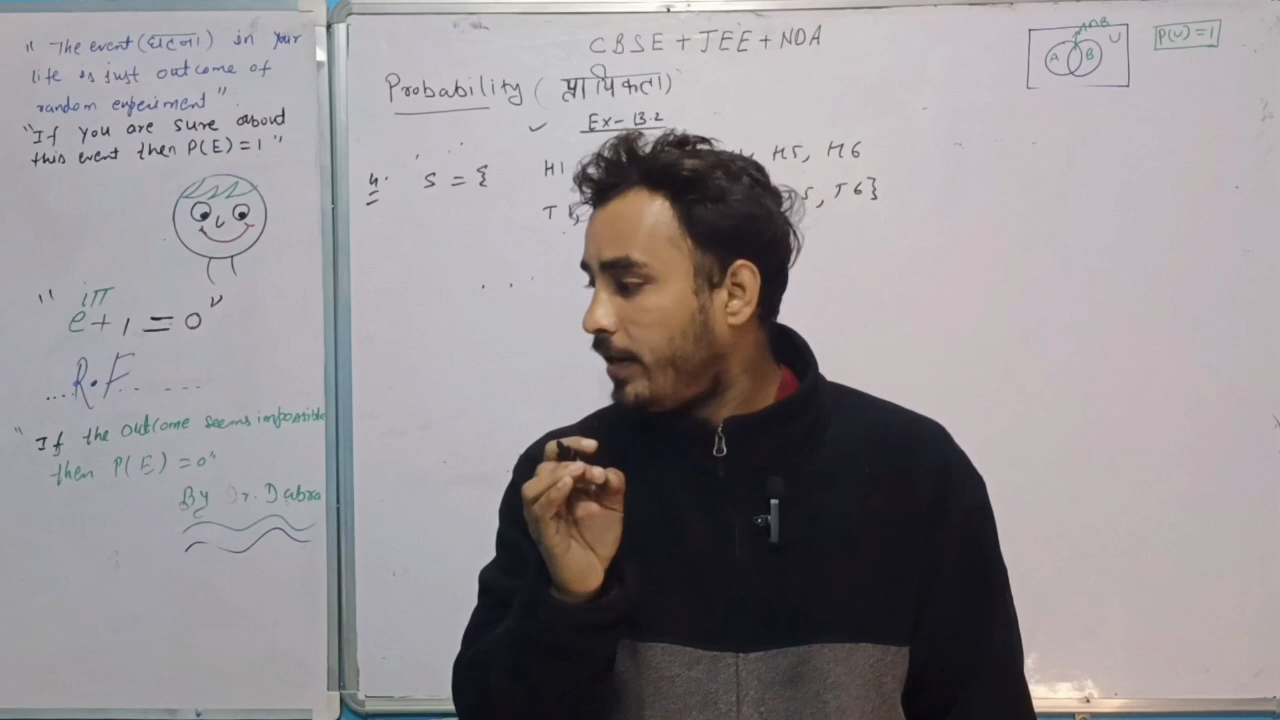 " The event (घटना) in your
life is just outcome of
random experiment"
"If you are sure about
this event then P(E) = 1 "
" e^{iπ} + 1 = 0 "
.... R.F. . - - -
" If the outcome seems impossible
then P(E) = 0"
By Dr. Dabra
CBSE + JEE + NDA
Probability ( प्रायिकता)
✓ Ex- 13.2
4. S = { H1 H5, H6
T 5, T6}
A B U
A∩B
P(U) = 1